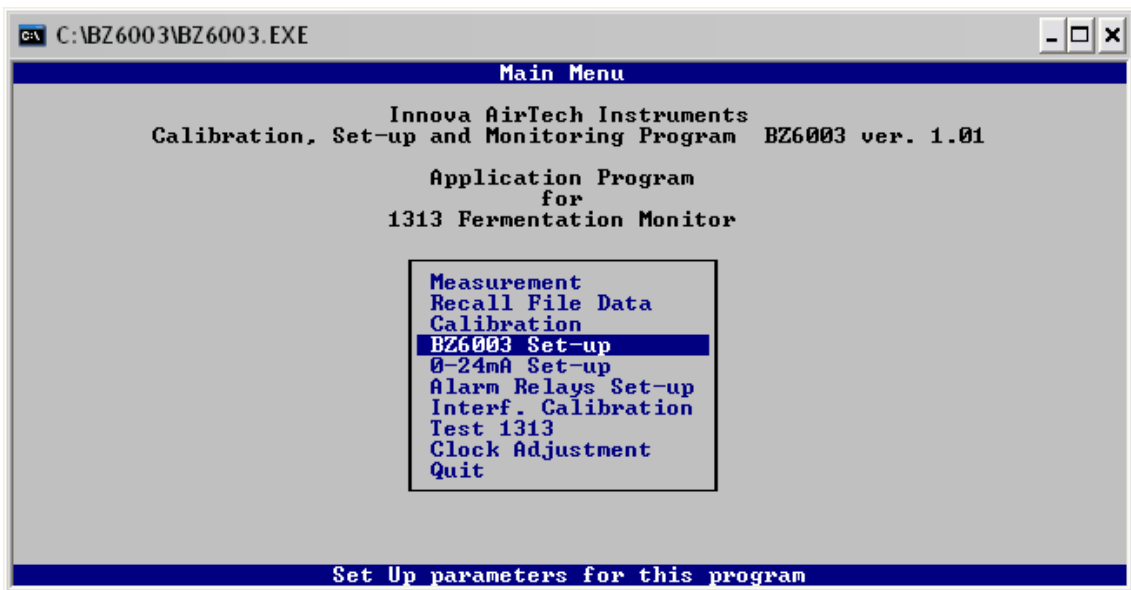 C:\BZ6003\BZ6003.EXE
Main Menu
Innova AirTech Instruments
Calibration, Set-up and Monitoring Program BZ6003 ver. 1.01
Application Program
for
1313 Fermentation Monitor
Measurement
Recall File Data
Calibration
BZ6003 Set-up
0-24mA Set-up
Alarm Relays Set-up
Interf. Calibration
Test 1313
Clock Adjustment
Quit
Set Up parameters for this program